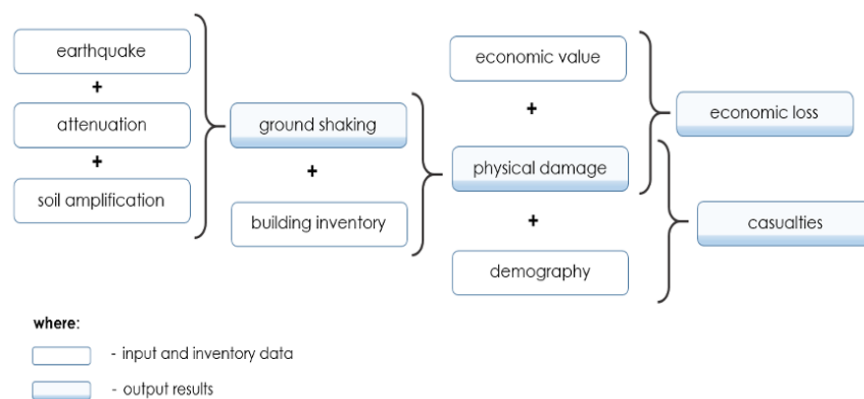 earthquake
+
attenuation
+
soil amplification
ground shaking
+
building inventory
economic value
+
physical damage
+
demography
economic loss
casualties
where:
- input and inventory data
- output results